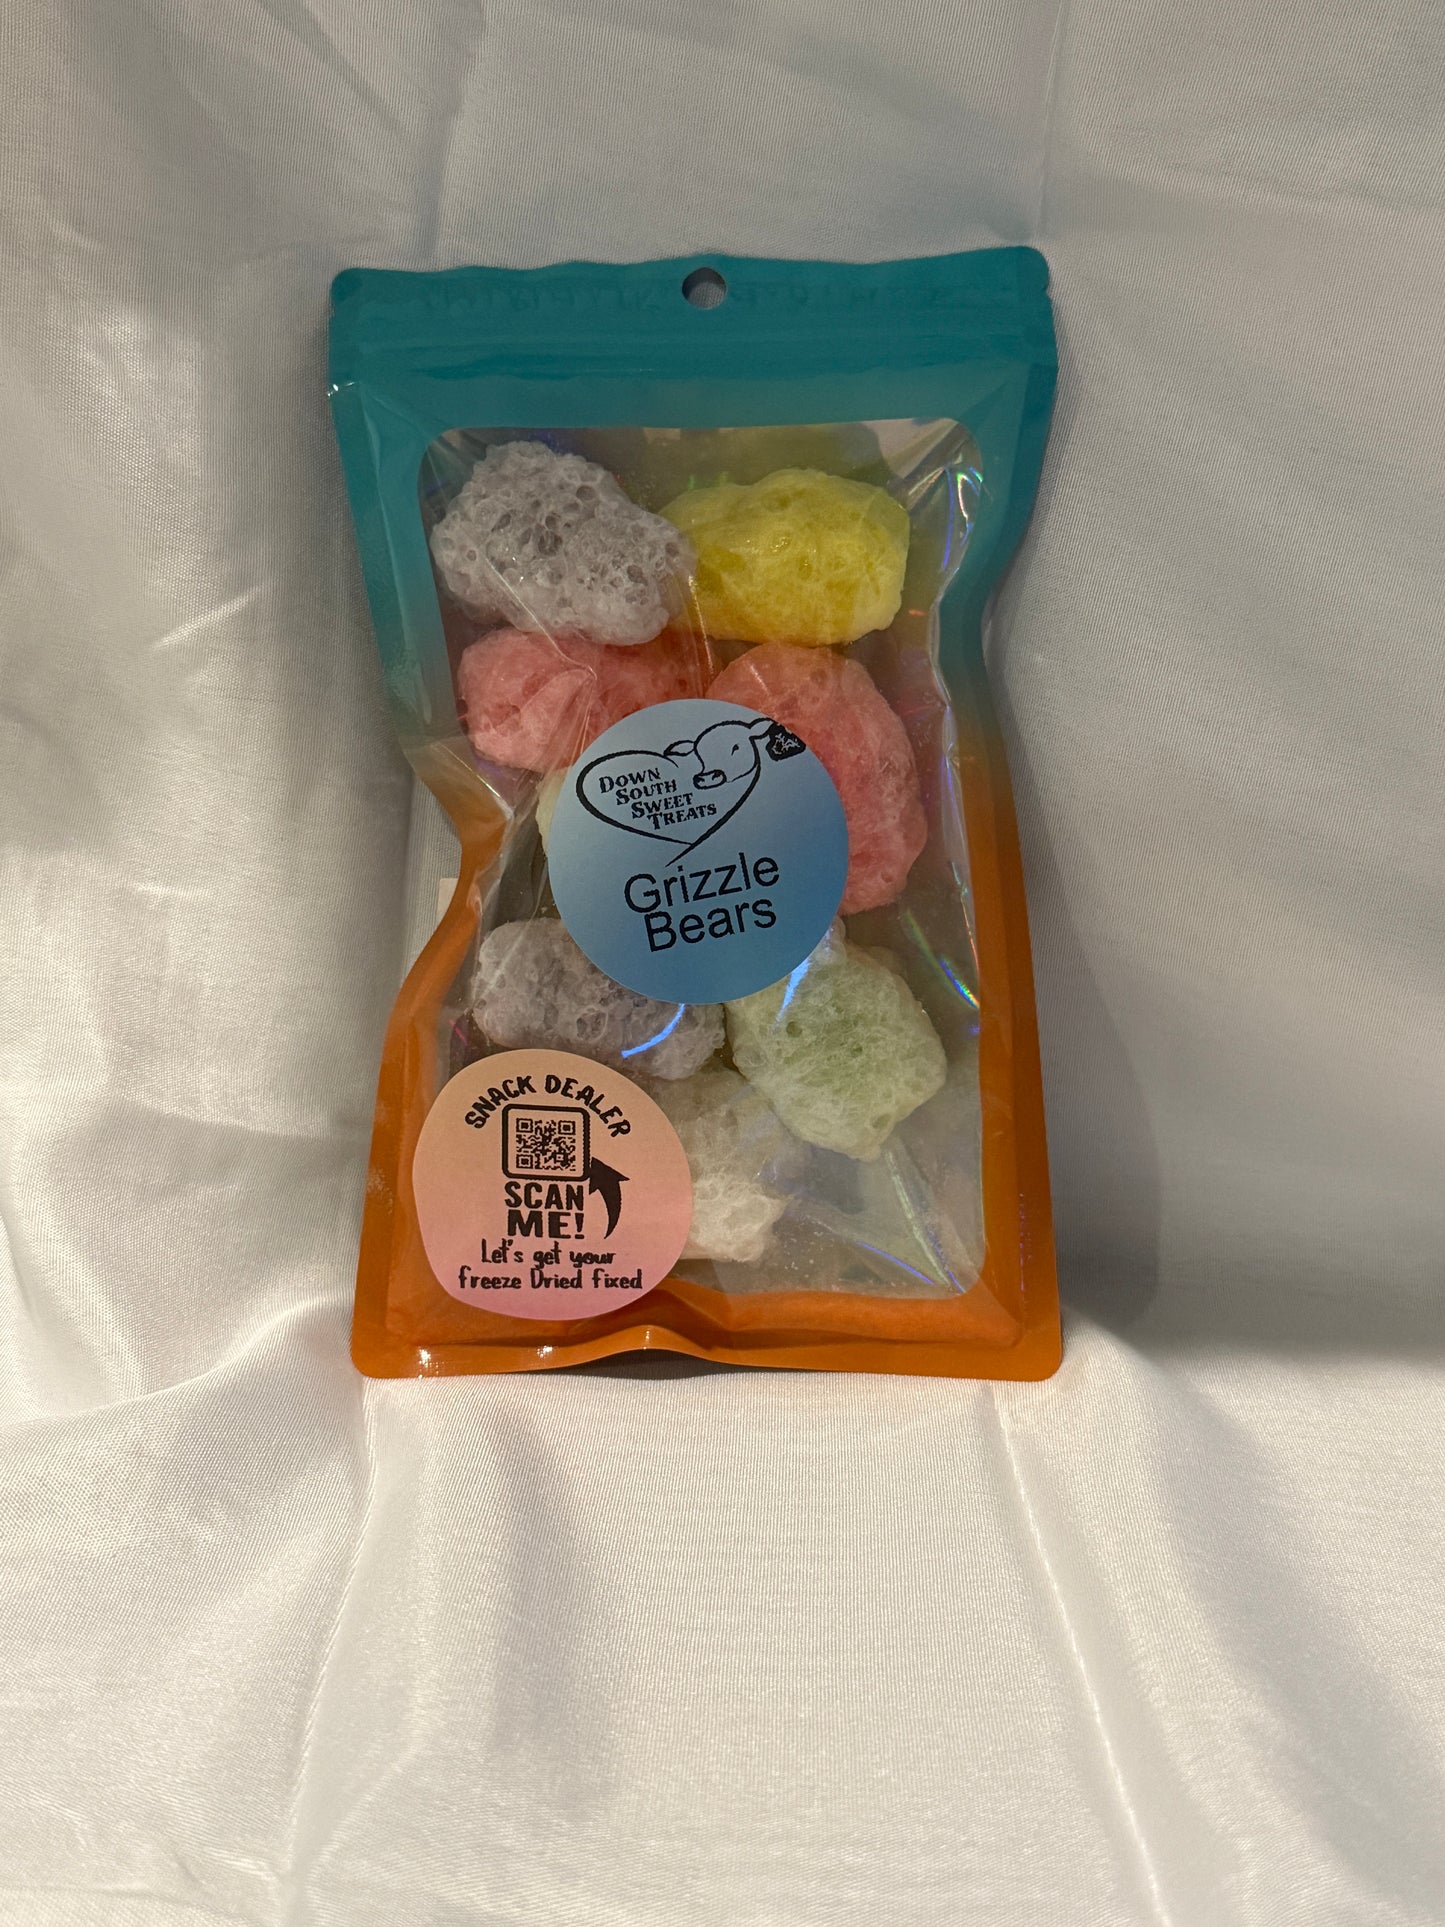 Down
South
Sweet
Treats
Grizzle
Bears
SNACK DEALER
SCAN
ME!
Let's get your
freeze Dried fixed